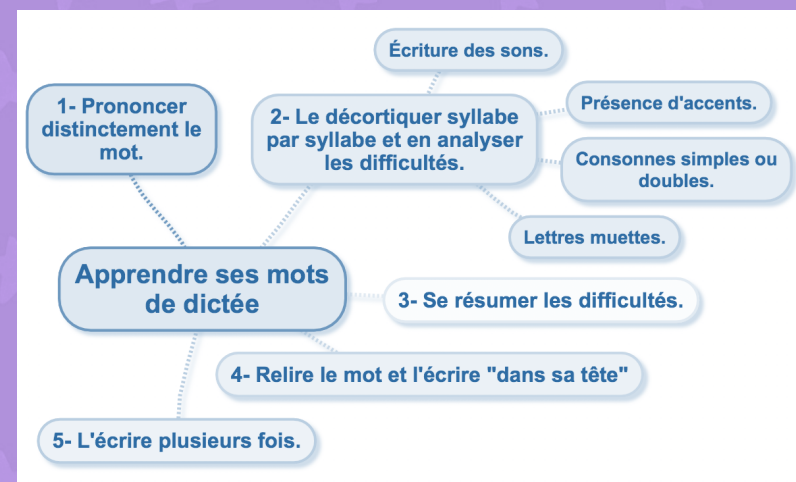 Écriture des sons.
1- Prononcer
distinctement le
mot.
2- Le décortiquer syllabe
par syllabe et en analyser
les difficultés.
Présence d'accents.
Consonnes simples ou
doubles.
Lettres muettes.
Apprendre ses mots
de dictée
3- Se résumer les difficultés.
4- Relire le mot et l'écrire "dans sa tête"
5- L'écrire plusieurs fois.